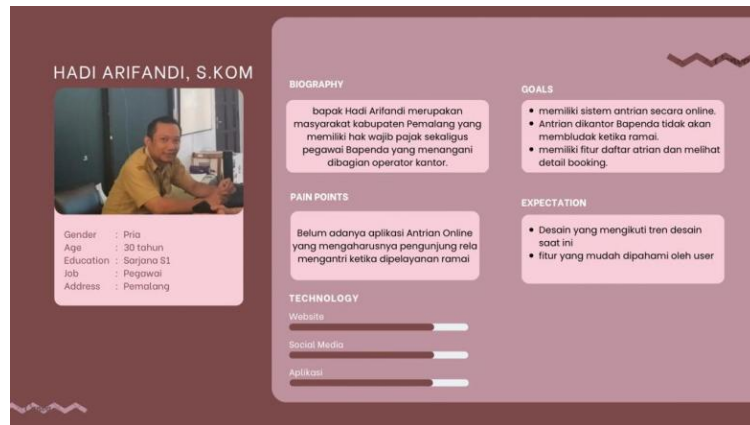 HADI ARIFANDI, S.KOM
Gender : Pria
Age : 30 tahun
Education : Sarjana S1
Job : Pegawai
Address : Pemalang
BIOGRAPHY
bapak Hadi Arifandi merupakan
masyarakat kabupaten Pemalang yang
memiliki hak wajib pajak sekaligus
pegawai Bapenda yang menangani
dibagian operator kantor.
PAIN POINTS
Belum adanya aplikasi Antrian Online
yang mengaharusnya pengunjung rela
mengantri ketika dipelayanan ramai
TECHNOLOGY
Website
Social Media
Aplikasi
GOALS
• memiliki sistem antrian secara online.
• Antrian dikantor Bapenda tidak akan
membludak ketika ramai.
• memiliki fitur daftar atrian dan melihat
detail booking.
EXPECTATION
• Desain yang mengikuti tren desain
saat ini
• fitur yang mudah dipahami oleh user